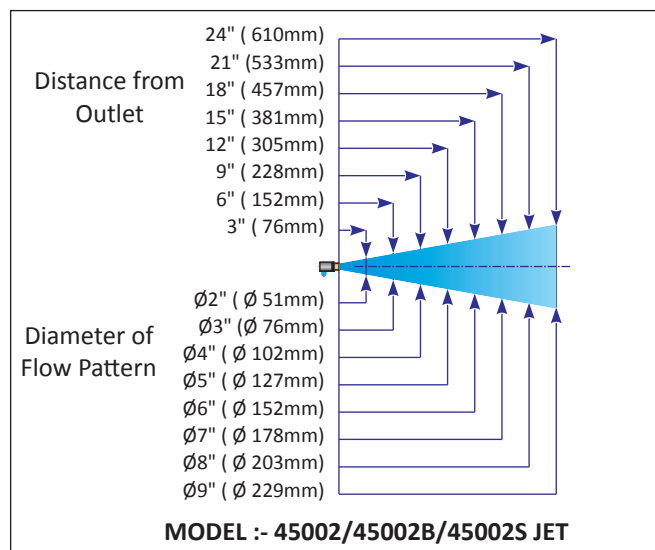 24" ( 610mm)
21" (533mm)
18" ( 457mm)
15" ( 381mm)
12" ( 305mm)
9" ( 228mm)
6" ( 152mm)
3" ( 76mm)
Distance from
Outlet
Ø2" ( Ø 51mm)
Ø3" (Ø 76mm)
Ø4" ( Ø 102mm)
Ø5" ( Ø 127mm)
Ø6" ( Ø 152mm)
Ø7" ( Ø 178mm)
Ø8" ( Ø 203mm)
Ø9" ( Ø 229mm)
Diameter of
Flow Pattern
MODEL :- 45002/45002B/45002S JET